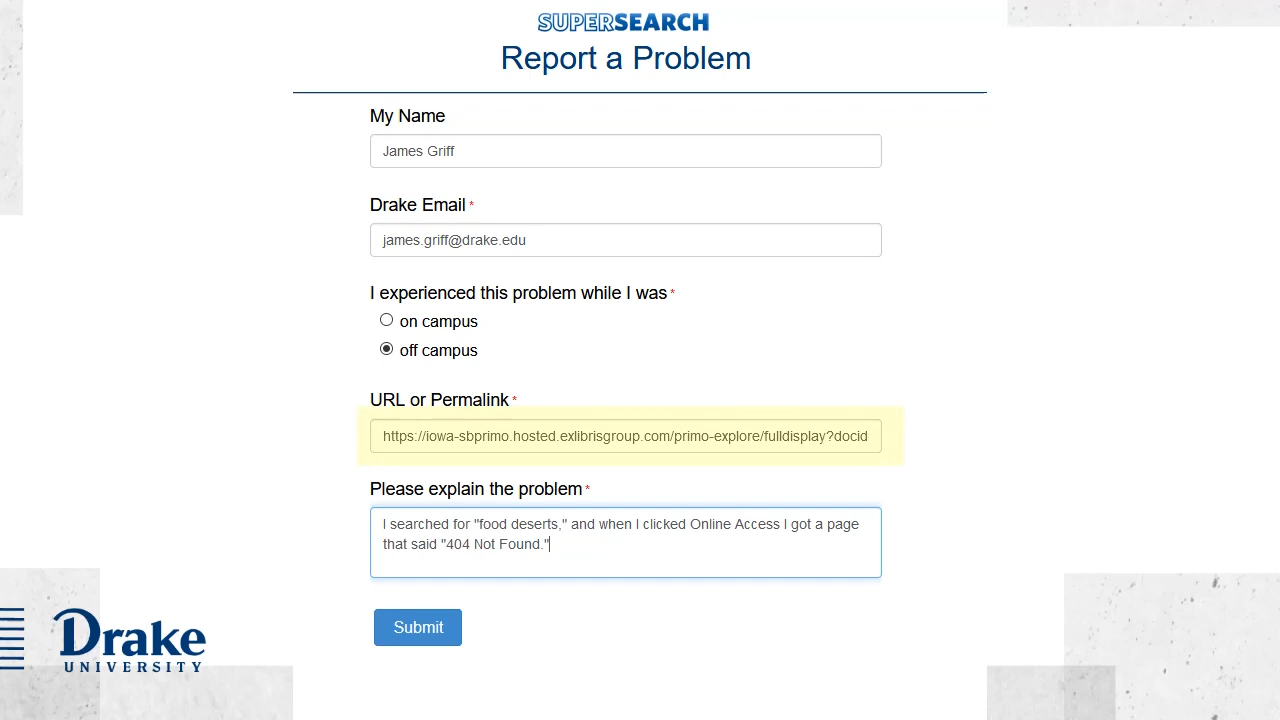 SUPERSEARCH
Report a Problem
My Name
James Griff
Drake Email *
james.griff@drake.edu
I experienced this problem while I was *
on campus
off campus
URL or Permalink *
https://iowa-sbprimo.hosted.exlibrisgroup.com/primo-explore/fulldisplay?docid
Please explain the problem *
I searched for "food deserts," and when I clicked Online Access I got a page
that said "404 Not Found."
Submit
Drake
UNIVERSITY